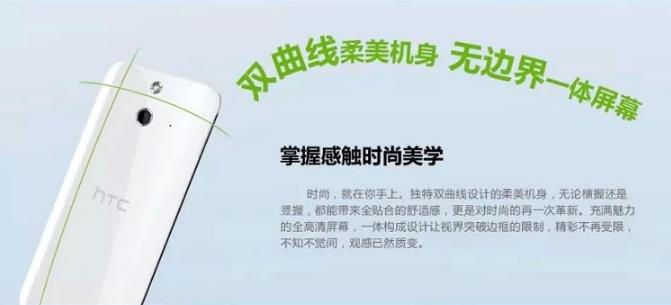 双曲线柔美机身 无边界一体屏幕
掌握感触时尚美学
时尚，就在你手上。独特双曲线设计的柔美机身，无论横握还是
竖握，都能带来全贴合的舒适感，更是对时尚的再一次革新。充满魅力
的全高清屏幕，一体构成设计让视界突破边框的限制，精彩不再受限，
不知不觉间，观感已然质变。
hTC